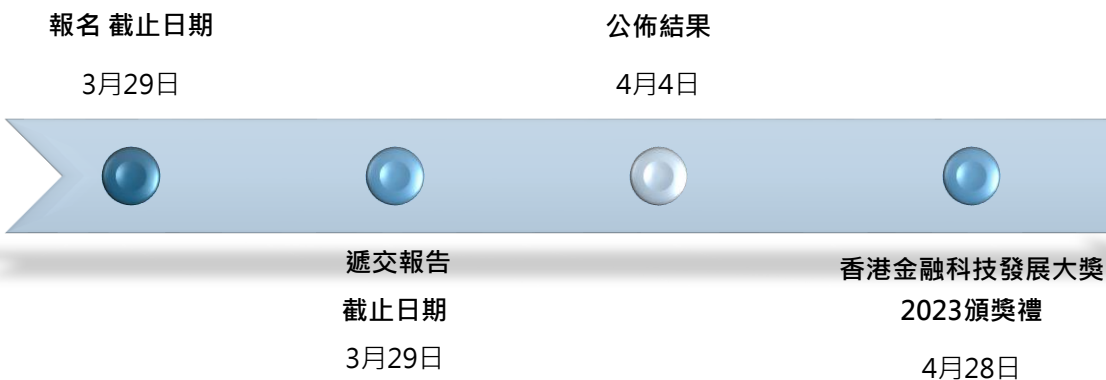 報名 截止日期
3月29日
遞交報告
截止日期
3月29日
公佈結果
4月4日
香港金融科技發展大獎
2023頒獎禮
4月28日